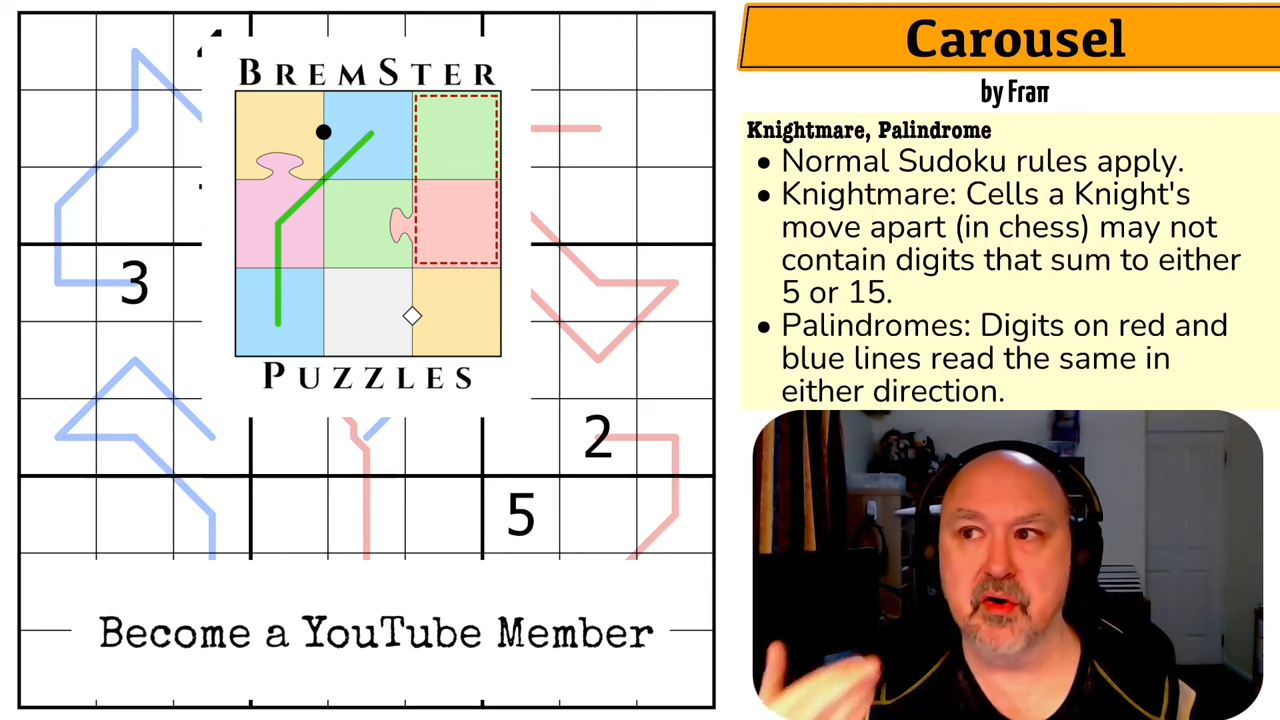 Carousel
by Fraπ
BREMSTER
Knightmare, Palindrome
• Normal Sudoku rules apply.
• Knightmare: Cells a Knight's
move apart (in chess) may not
contain digits that sum to either
5 or 15.
• Palindromes: Digits on red and
blue lines read the same in
either direction.
3
PUZZLES
2
5
Become a YouTube Member